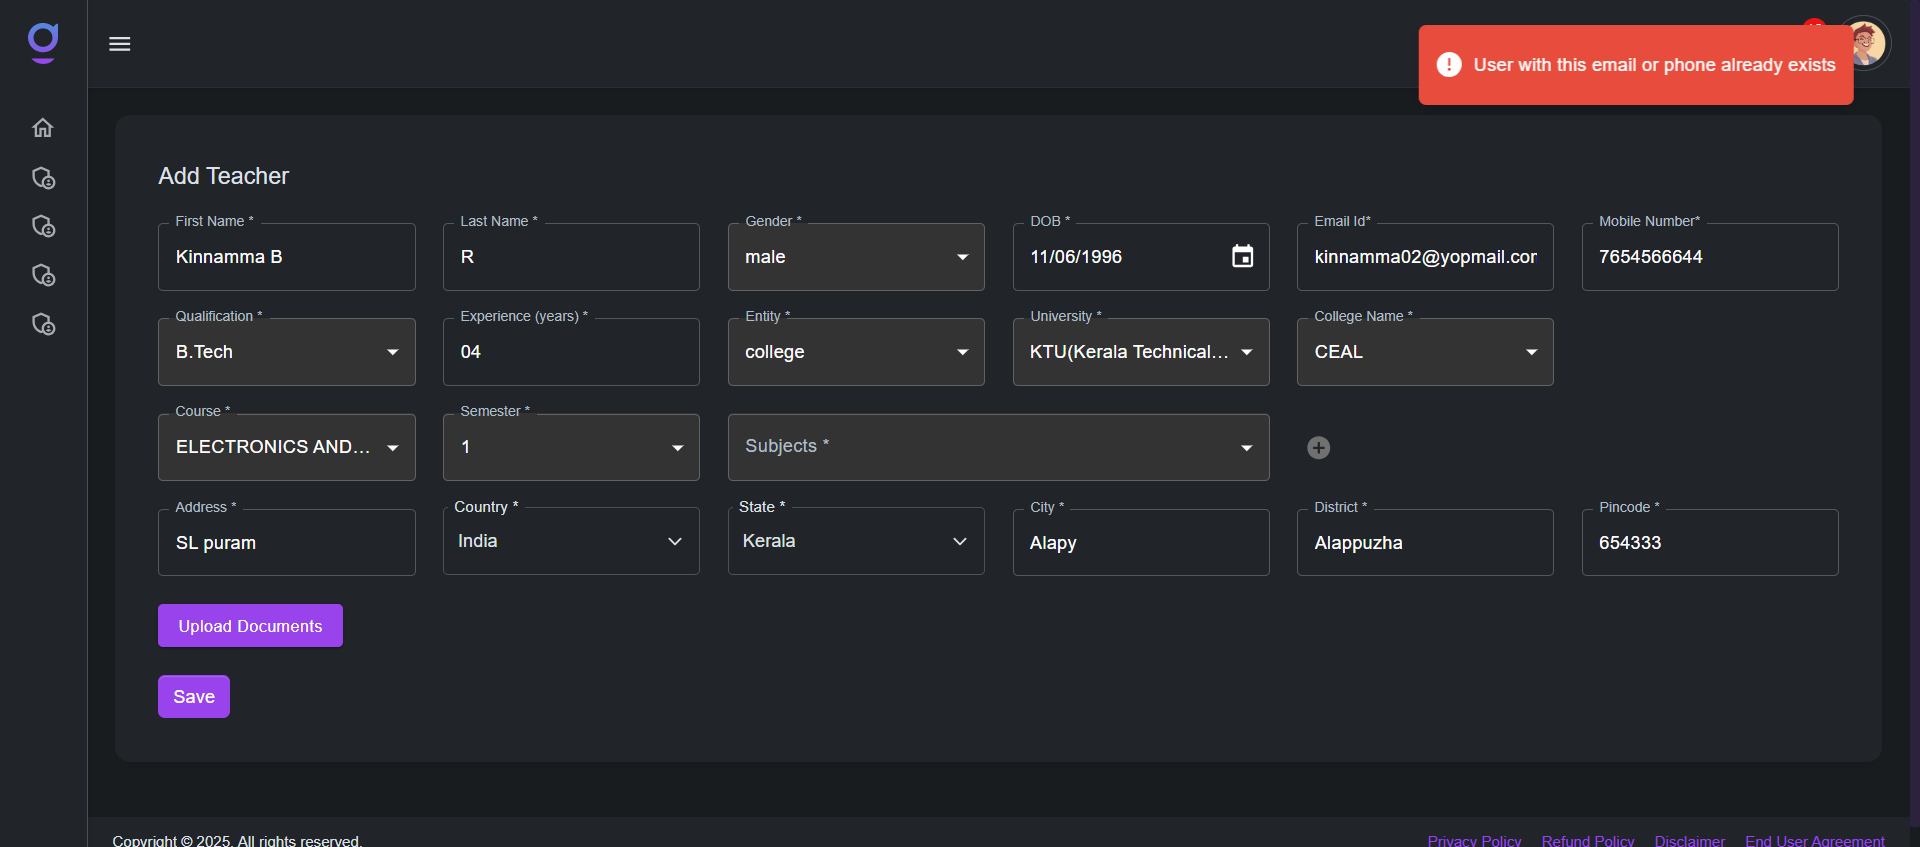 User with this email or phone already exists
Add Teacher
First Name *
Kinnamma B
Last Name *
R
Gender *
male
DOB *
11/06/1996
Email Id*
kinnamma02@yopmail.cor
Mobile Number*
7654566644
Qualification *
B.Tech
Experience (years) *
04
Entity *
college
University *
KTU(Kerala Technical...
College Name *
CEAL
Course *
ELECTRONICS AND...
Semester *
1
Subjects *
Address *
SL puram
Country *
India
State *
Kerala
City *
Alapy
District *
Alappuzha
Pincode *
654333
Upload Documents
Save
Copyright © 2025. All rights reserved.
Privacy Policy Refund Policy Disclaimer End User Agreement